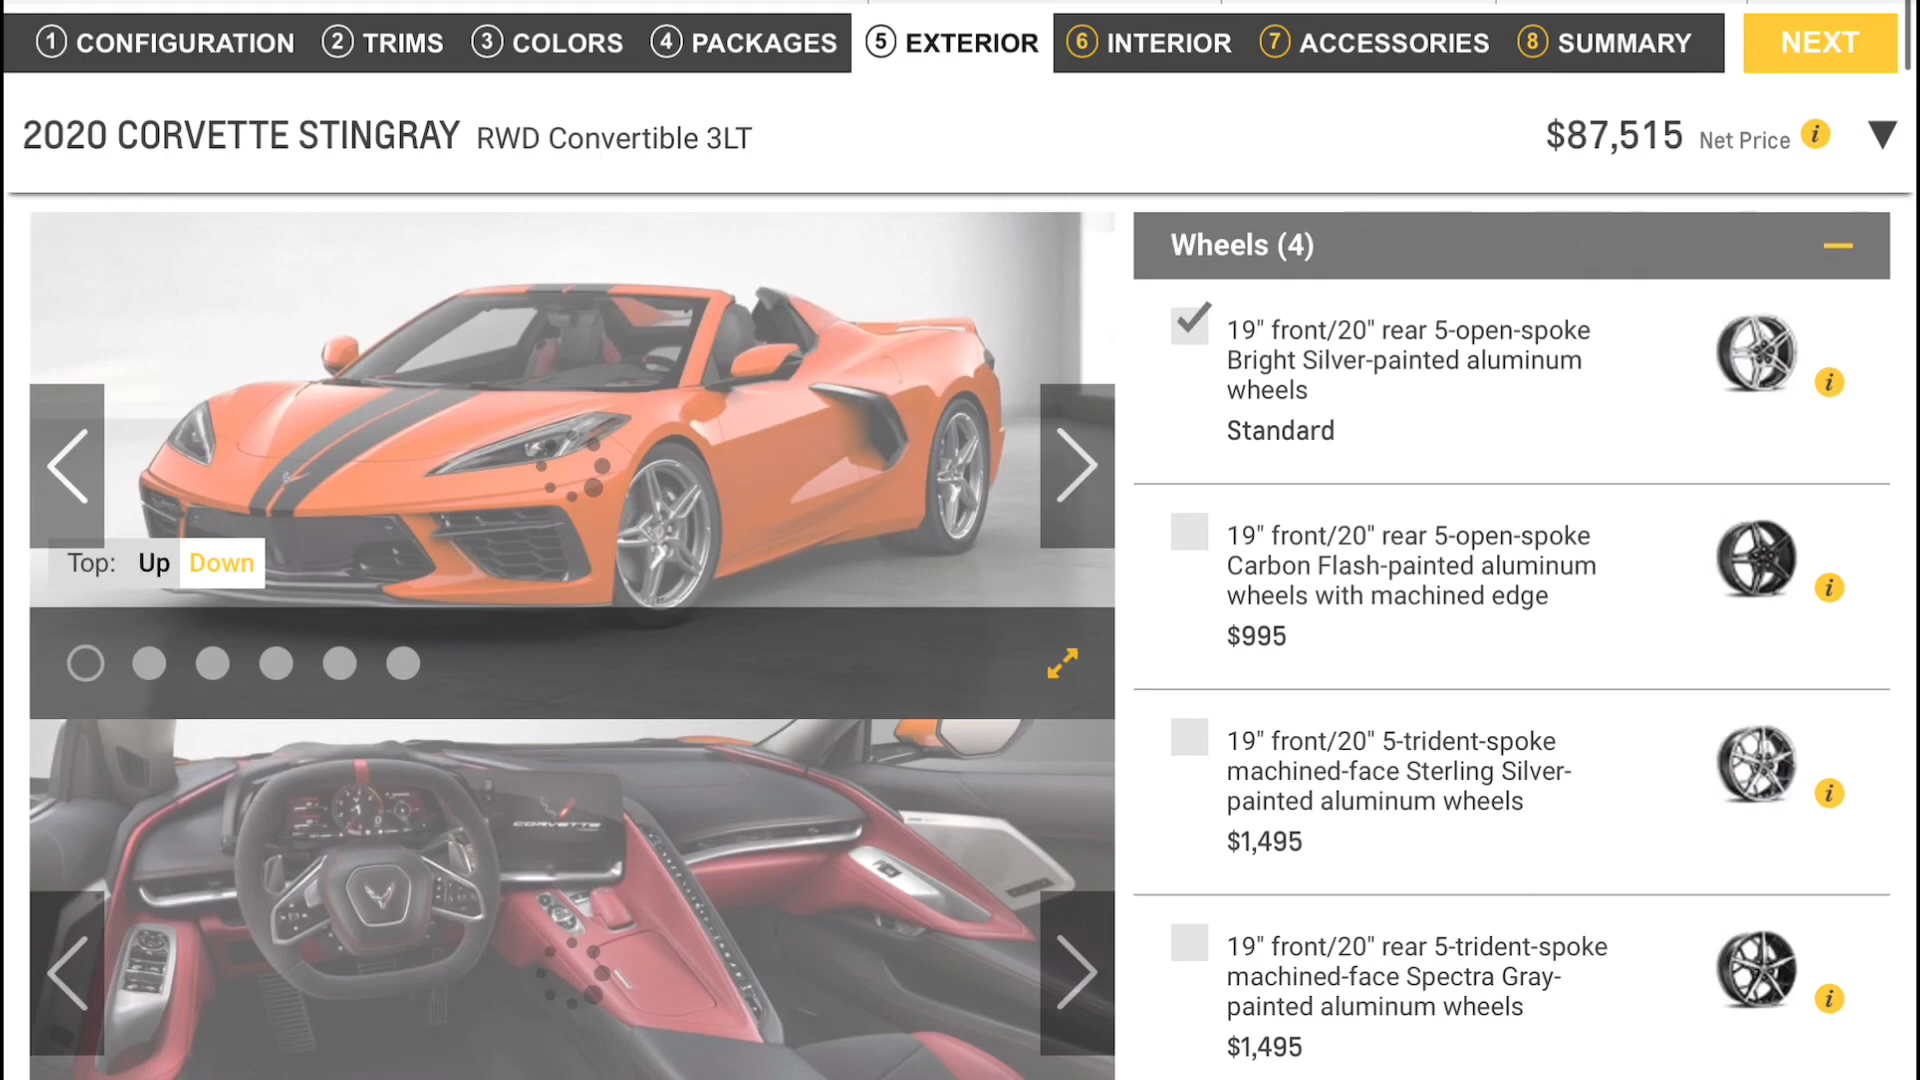 1 CONFIGURATION 2 TRIMS 3 COLORS 4 PACKAGES 5 EXTERIOR 6 INTERIOR 7 ACCESSORIES 8 SUMMARY NEXT
2020 CORVETTE STINGRAY RWD Convertible 3LT $87,515 Net Price i
Wheels (4)
19" front/20" rear 5-open-spoke
Bright Silver-painted aluminum
wheels
i
Standard
19" front/20" rear 5-open-spoke
Carbon Flash-painted aluminum
wheels with machined edge
i
$995
Top: Up Down
19" front/20" 5-trident-spoke
machined-face Sterling Silver-
painted aluminum wheels
i
$1,495
CORVETTE
19" front/20" rear 5-trident-spoke
machined-face Spectra Gray-
painted aluminum wheels
i
$1,495